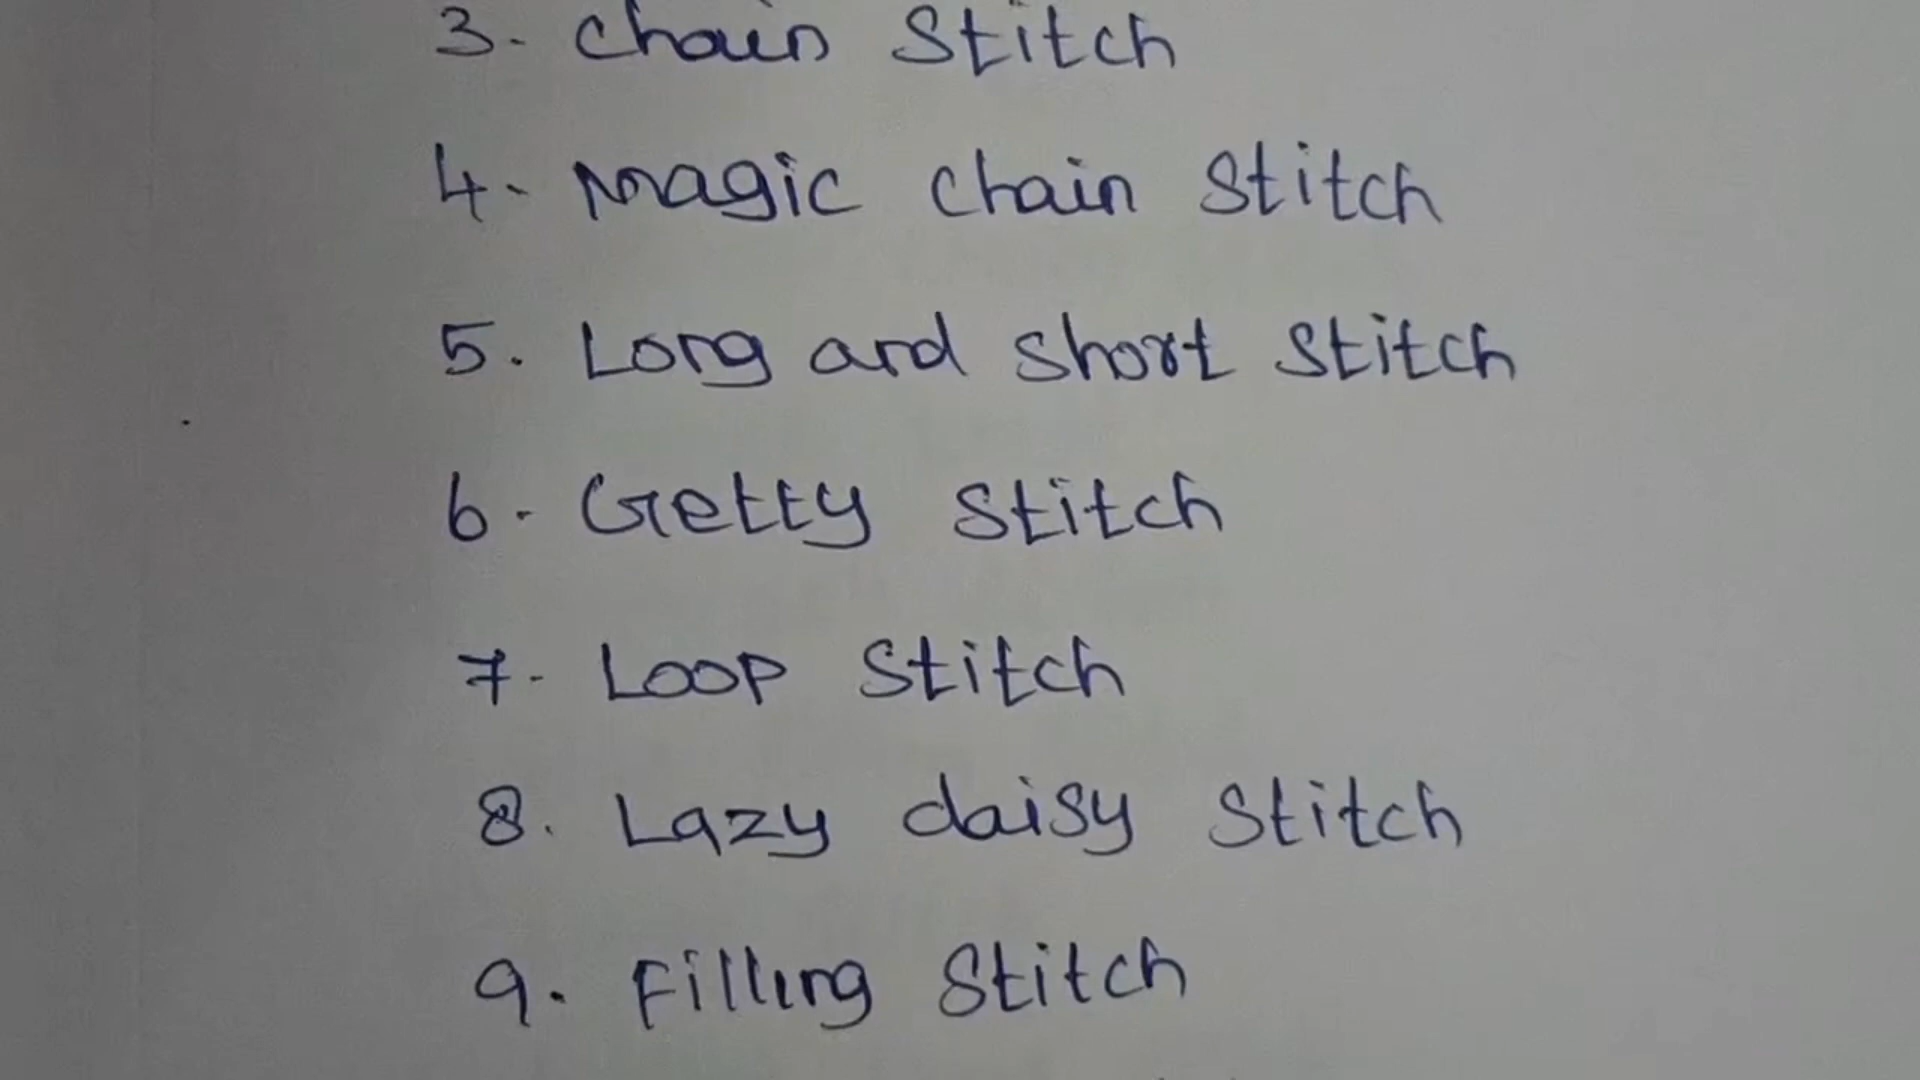 3. Chain Stitch
4. Magic Chain Stitch
5. Long and Short Stitch
6. Getty Stitch
7. Loop Stitch
8. Lazy daisy Stitch
9. Filling Stitch